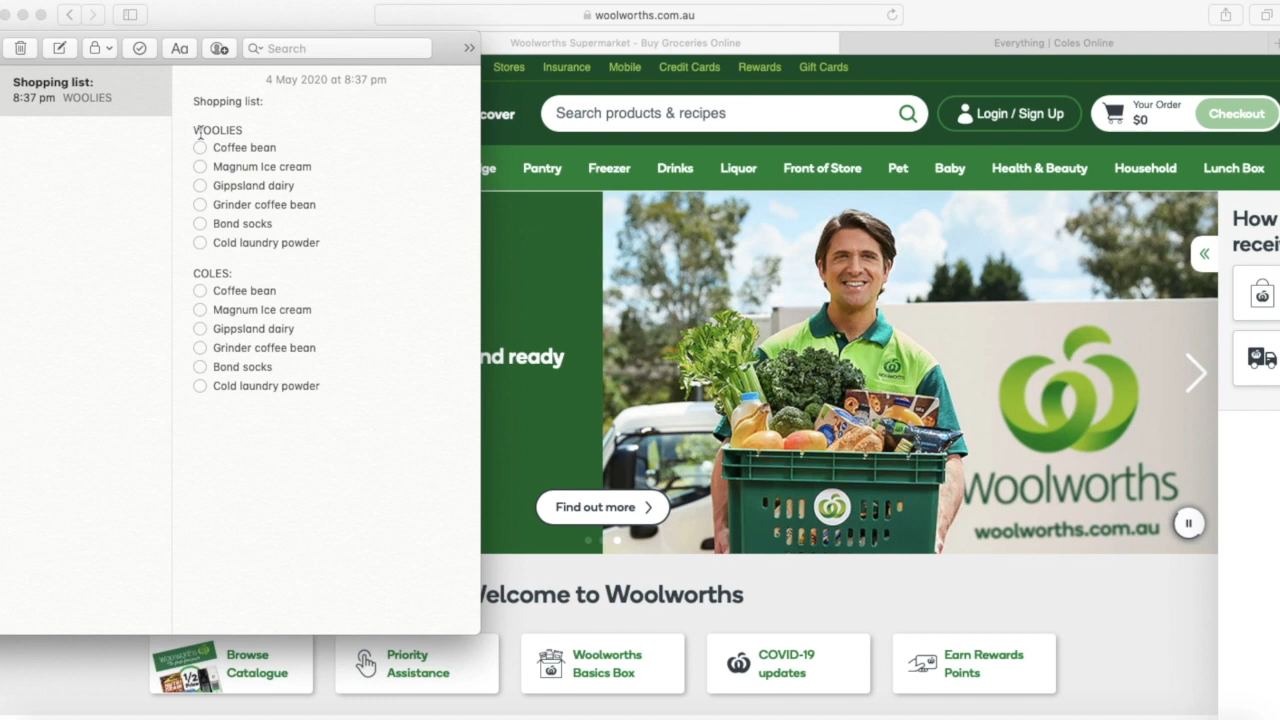 woolworths.com.au
Aa
Search
Woolworths Supermarket - Buy Groceries Online
Everything | Coles Online
Shopping list:
8:37 pm WOOLIES
4 May 2020 at 8:37 pm
Shopping list:
WOOLIES
Coffee bean
Magnum Ice cream
Gippsland dairy
Grinder coffee bean
Bond socks
Cold laundry powder
COLES:
Coffee bean
Magnum Ice cream
Gippsland dairy
Grinder coffee bean
Bond socks
Cold laundry powder
Stores Insurance Mobile Credit Cards Rewards Gift Cards
cover
Search products & recipes
Login / Sign Up
Your Order
$0
Checkout
ge Pantry Freezer Drinks Liquor Front of Store Pet Baby Health & Beauty Household Lunch Box
nd ready
Find out more
Woolworths
woolworths.com.au
How
recei
Welcome to Woolworths
Woolworths
1/2
Browse
Catalogue
Priority
Assistance
Woolworths
Basics Box
COVID-19
updates
Earn Rewards
Points